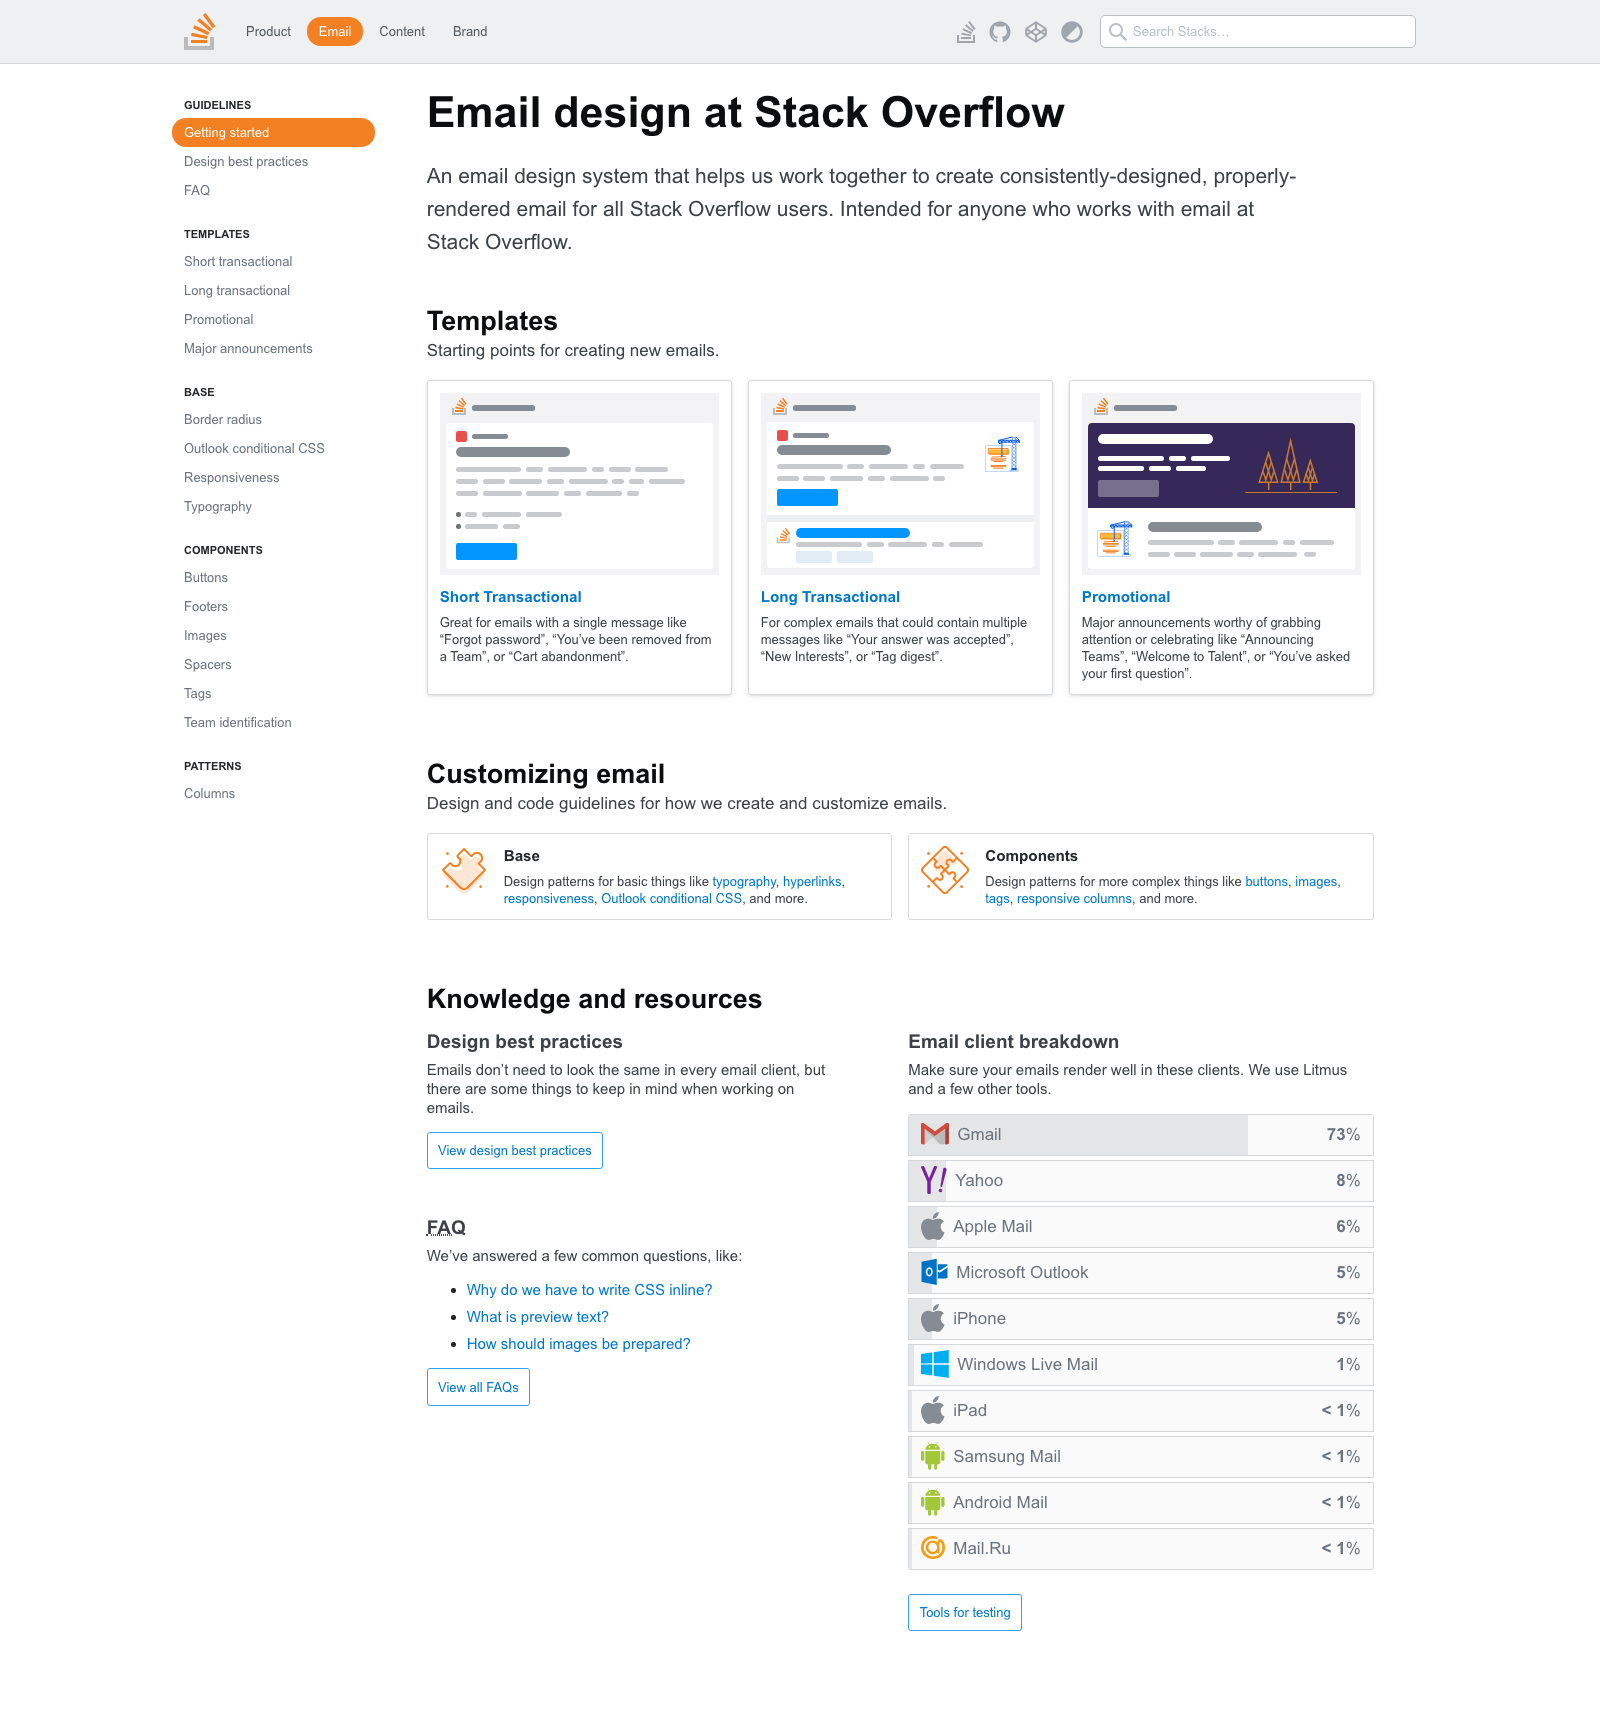 Product Email Content Brand Search Stacks…
GUIDELINES
Getting started
Design best practices
FAQ
TEMPLATES
Short transactional
Long transactional
Promotional
Major announcements
BASE
Border radius
Outlook conditional CSS
Responsiveness
Typography
COMPONENTS
Buttons
Footers
Images
Spacers
Tags
Team identification
PATTERNS
Columns
Email design at Stack Overflow
An email design system that helps us work together to create consistently-designed, properly-
rendered email for all Stack Overflow users. Intended for anyone who works with email at
Stack Overflow.
Templates
Starting points for creating new emails.
Short Transactional
Great for emails with a single message like
“Forgot password”, “You’ve been removed from
a Team”, or “Cart abandonment”.
Long Transactional
For complex emails that could contain multiple
messages like “Your answer was accepted”,
“New Interests”, or “Tag digest”.
Promotional
Major announcements worthy of grabbing
attention or celebrating like “Announcing
Teams”, “Welcome to Talent”, or “You’ve asked
your first question”.
Customizing email
Design and code guidelines for how we create and customize emails.
Base
Design patterns for basic things like typography, hyperlinks,
responsiveness, Outlook conditional CSS, and more.
Components
Design patterns for more complex things like buttons, images,
tags, responsive columns, and more.
Knowledge and resources
Design best practices
Emails don’t need to look the same in every email client, but
there are some things to keep in mind when working on
emails.
View design best practices
FAQ
We’ve answered a few common questions, like:
Why do we have to write CSS inline?
What is preview text?
How should images be prepared?
View all FAQs
Email client breakdown
Make sure your emails render well in these clients. We use Litmus
and a few other tools.
Gmail 73%
Yahoo 8%
Apple Mail 6%
Microsoft Outlook 5%
iPhone 5%
Windows Live Mail 1%
iPad < 1%
Samsung Mail < 1%
Android Mail < 1%
Mail.Ru < 1%
Tools for testing